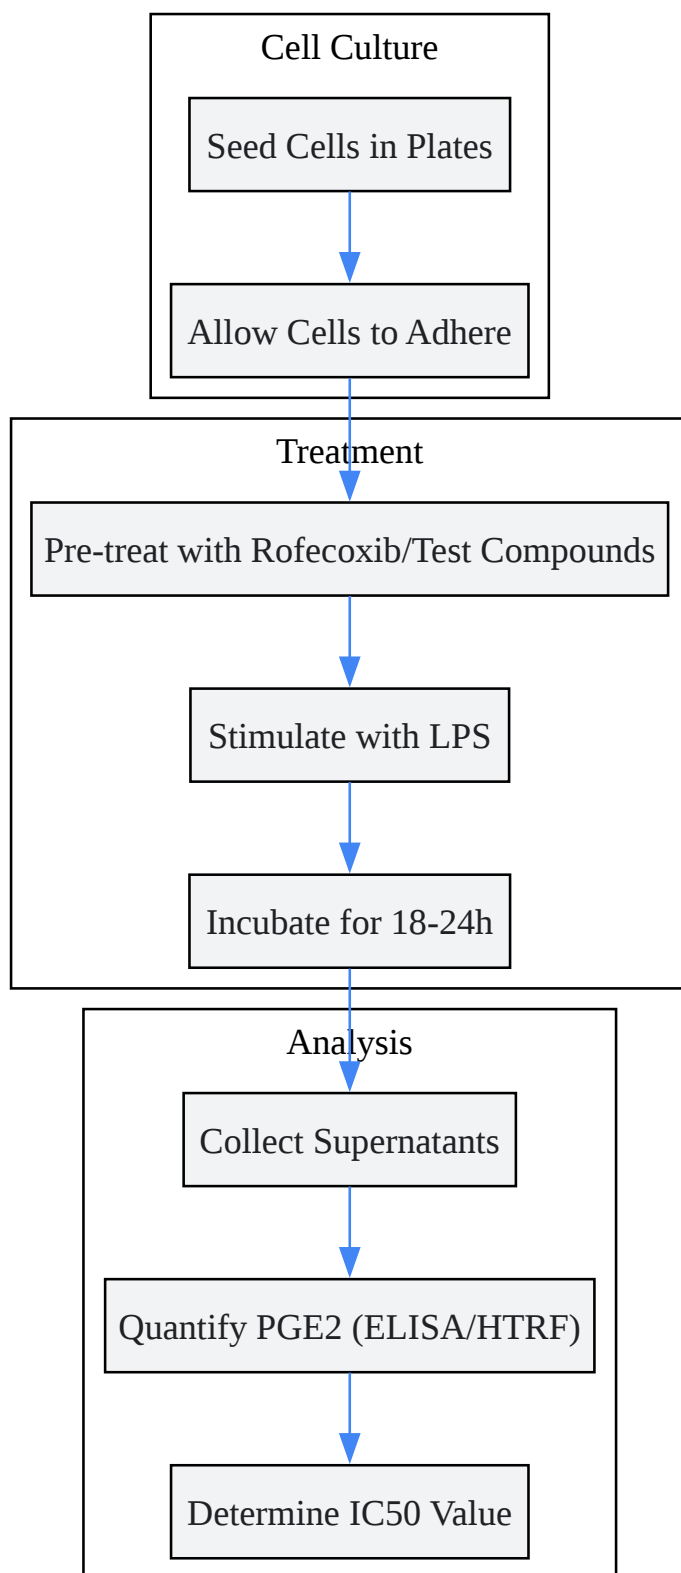 Cell Culture
Seed Cells in Plates
Allow Cells to Adhere
Treatment
Pre-treat with Rofecoxib/Test Compounds
Stimulate with LPS
Incubate for 18-24h
Analysis
Collect Supernatants
Quantify PGE2 (ELISA/HTRF)
Determine IC50 Value